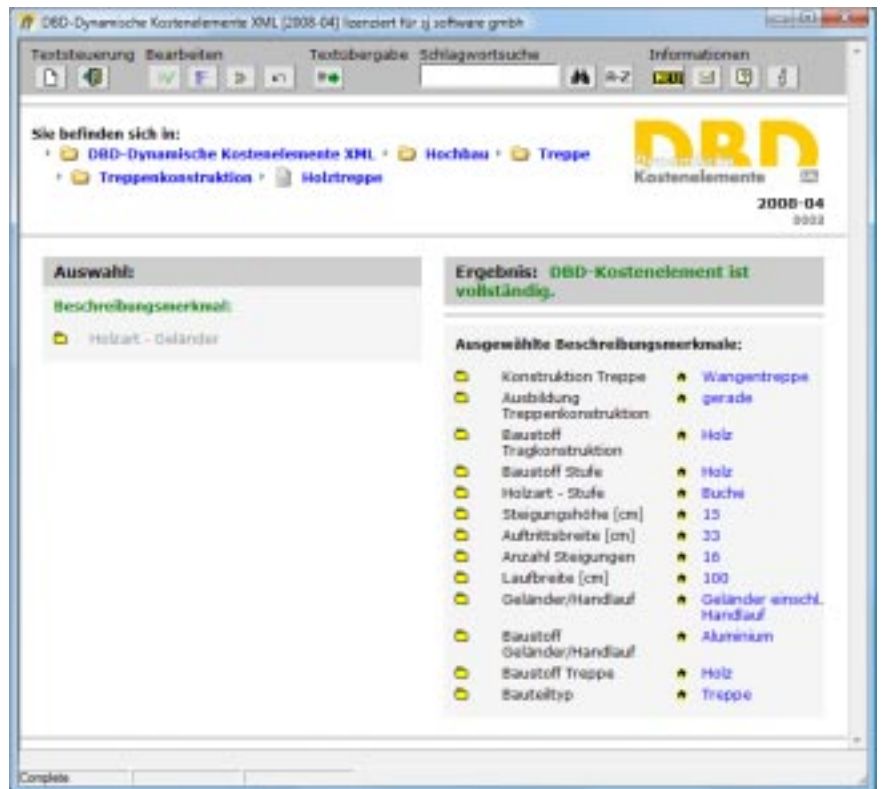 DBD-Dynamische Kostenelemente XML [2008-04] lizenziert für sj software gmbh
Textsteuerung Bearbeiten Textübergabe Schlagwortsuche Informationen
A-Z
Sie befinden sich in:
DBD-Dynamische Kostenelemente XML Hochbau Treppe
Treppenkonstruktion Holztreppe
DBD
Kostenelemente
2008-04
Auswahl:
Beschreibungsmerkmal:
Holzart - Geländer
Ergebnis: DBD-Kostenelement ist
vollständig.
Ausgewählte Beschreibungsmerkmale:
Konstruktion Treppe Wangentreppe
Ausbildung gerade
Treppenkonstruktion
Baustoff Holz
Tragkonstruktion
Baustoff Stufe Holz
Holzart - Stufe Buche
Steigungshöhe [cm] 15
Auftrittsbreite [cm] 33
Anzahl Steigungen 16
Laufbreite [cm] 100
Geländer/Handlauf Geländer einschl.
Handlauf
Baustoff Aluminium
Geländer/Handlauf
Baustoff Treppe Holz
Bauteiltyp Treppe
Complete